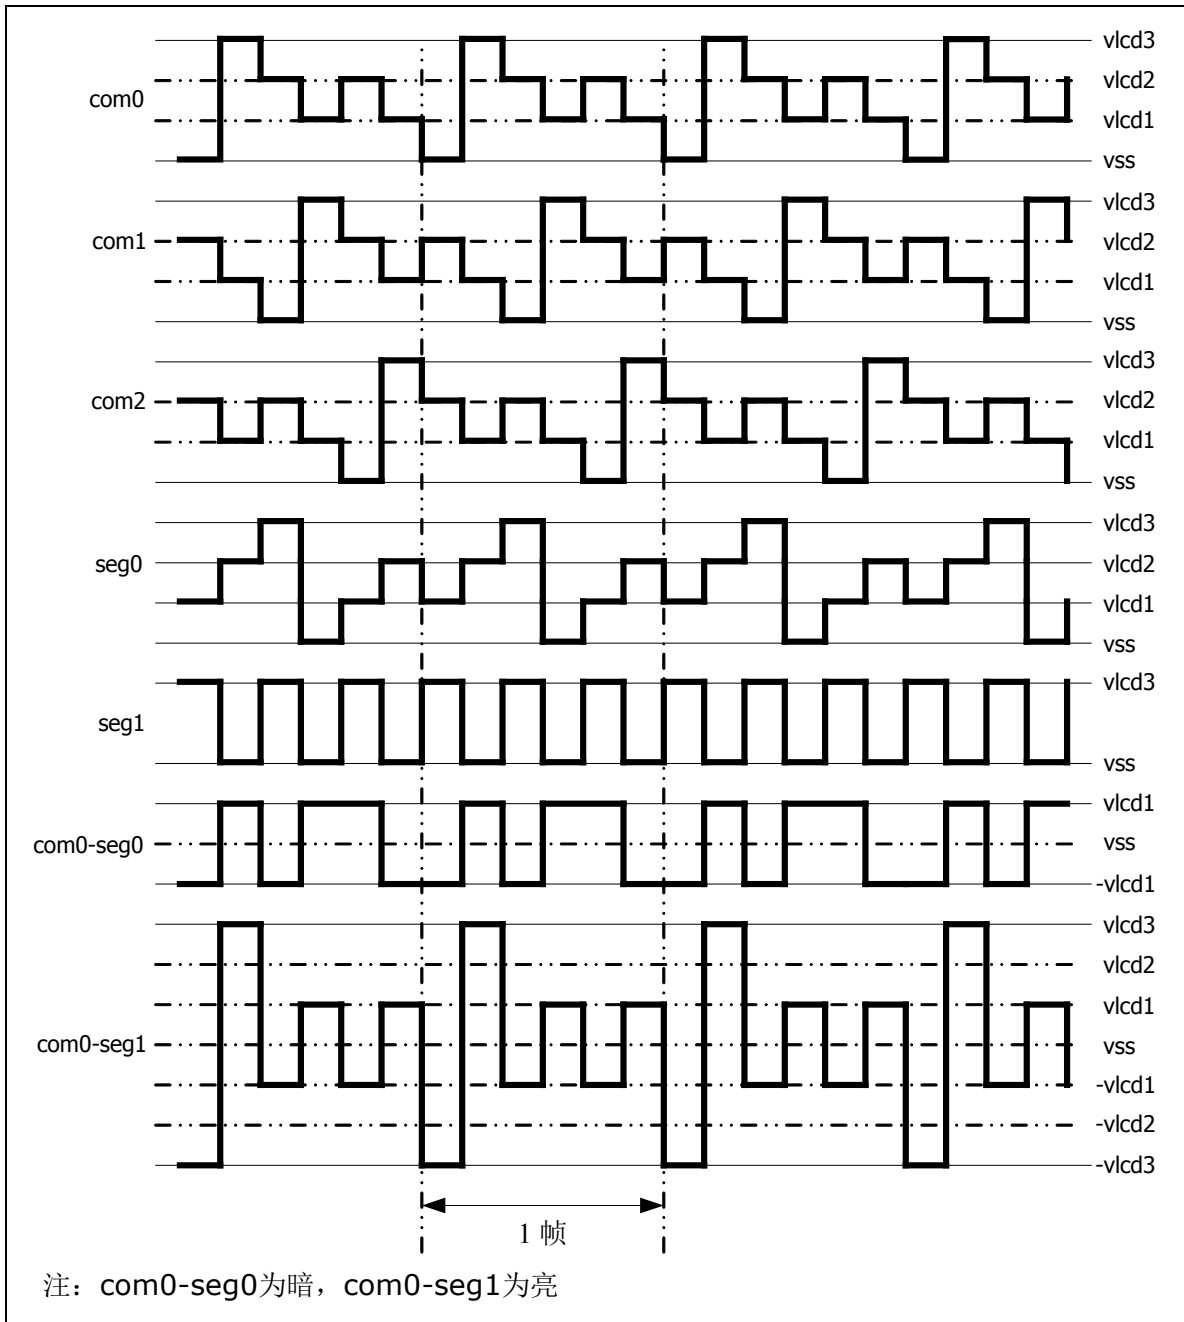 vlcd3
com0
vlcd2
vlcd1
vss
vlcd3
com1
vlcd2
vlcd1
vss
vlcd3
com2
vlcd2
vlcd1
vss
vlcd3
seg0
vlcd2
vlcd1
vss
vlcd3
seg1
vss
vlcd1
com0-seg0
vss
-vlcd1
vlcd3
vlcd2
vlcd1
com0-seg1
vss
-vlcd1
-vlcd2
-vlcd3
1 帧
注：com0-seg0为暗，com0-seg1为亮